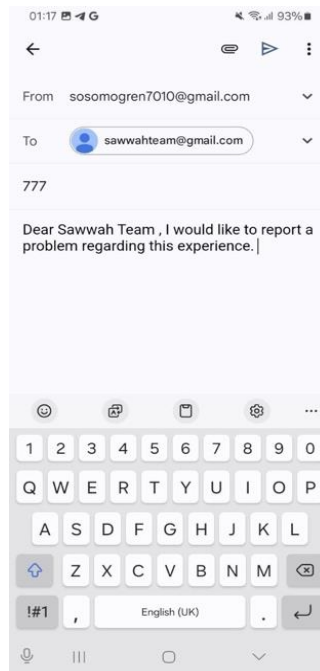 01:17 G 93%
From sosomogren7010@gmail.com
To sawwahteam@gmail.com
777
Dear Sawwah Team , I would like to report a
problem regarding this experience.
1 2 3 4 5 6 7 8 9 0
Q W E R T Y U I O P
A S D F G H J K L
Z X C V B N M
!#1 , English (UK) .